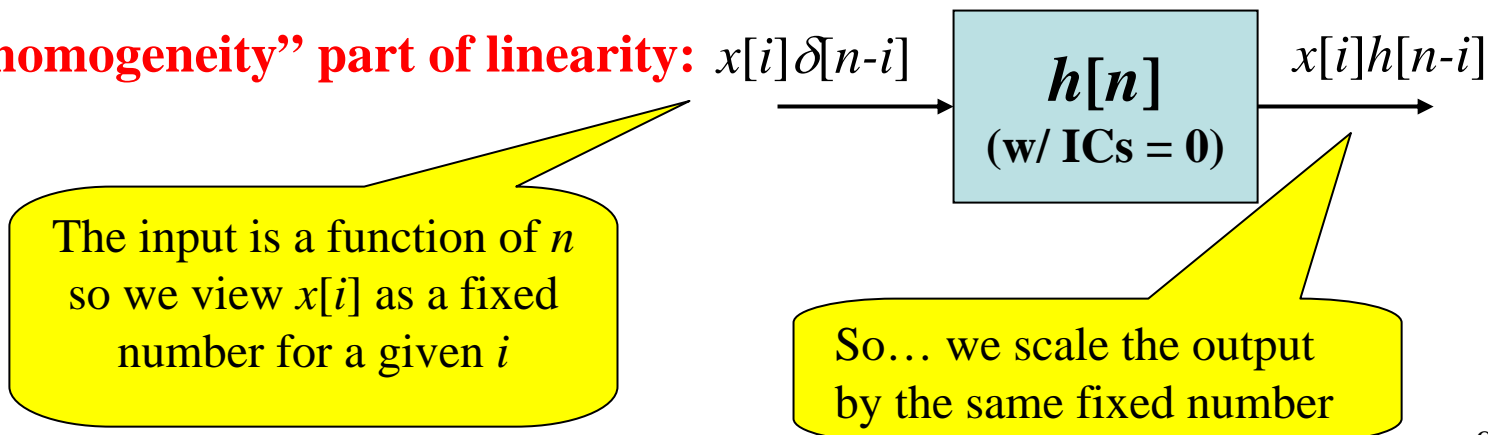 homogeneity” part of linearity: x[i]δ[n-i]
h[n]
(w/ ICs = 0)
x[i]h[n-i]
The input is a function of n
so we view x[i] as a fixed
number for a given i
So… we scale the output
by the same fixed number